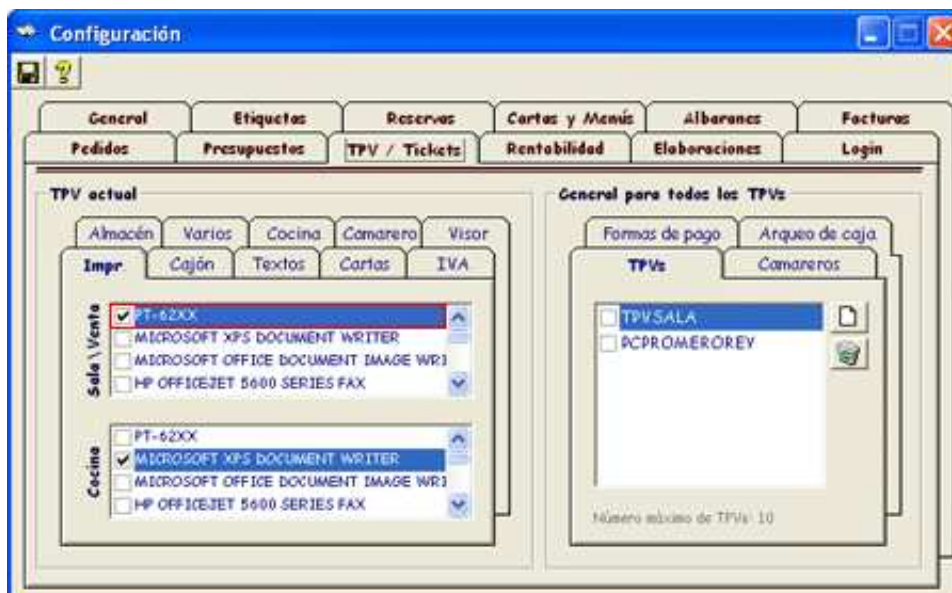 Configuración
General Etiquetas Reservas Cartas y Menús Albaranes Facturas
Pedidos Presupuestos TPV / Tickets Rentabilidad Elaboraciones Login
TPV actual
Almacén Varios Cocina Camarero Visor
Impr. Cajón Textos Cartas IVA
Sala \ Venta
PT-62XX
MICROSOFT XPS DOCUMENT WRITER
MICROSOFT OFFICE DOCUMENT IMAGE WRI
HP OFFICEJET 5600 SERIES FAX
Cocina
PT-62XX
MICROSOFT XPS DOCUMENT WRITER
MICROSOFT OFFICE DOCUMENT IMAGE WRI
HP OFFICEJET 5600 SERIES FAX
General para todos los TPVs
Formas de pago Arqueo de caja
TPVs Camareros
TPVSALA
PCPROMEROREY
Número máximo de TPVs: 10